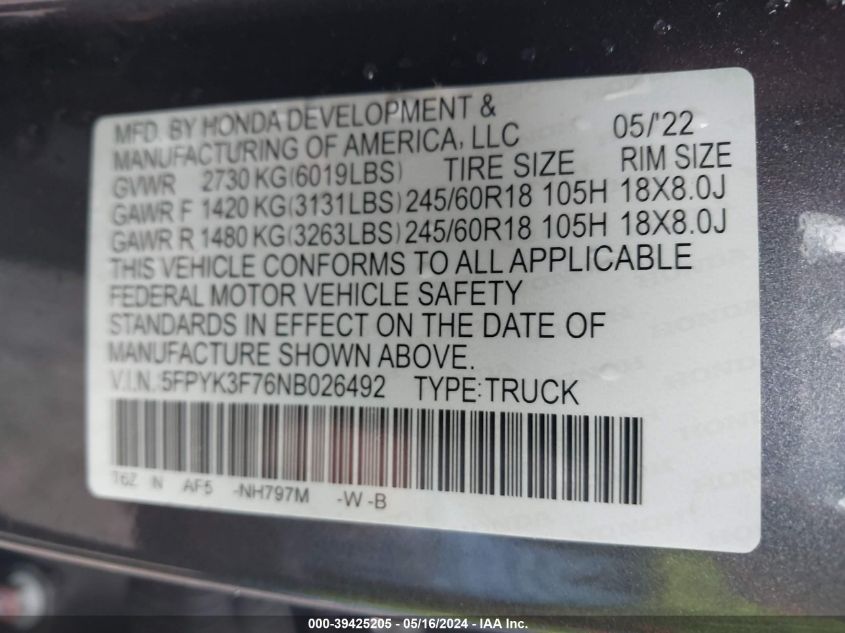 MFD. BY HONDA DEVELOPMENT &
MANUFACTURING OF AMERICA, LLC 05/'22
GVWR 2730 KG(6019LBS) TIRE SIZE RIM SIZE
GAWR F 1420 KG(3131LBS) 245/60R18 105H 18X8.0J
GAWR R 1480 KG(3263LBS) 245/60R18 105H 18X8.0J
THIS VEHICLE CONFORMS TO ALL APPLICABLE
FEDERAL MOTOR VEHICLE SAFETY
STANDARDS IN EFFECT ON THE DATE OF
MANUFACTURE SHOWN ABOVE.
V.I.N.:5FPYK3F76NB026492 TYPE:TRUCK
T6Z IN AF5 -NH797M -W -B
000-39425205 - 05/16/2024 - IAA Inc.